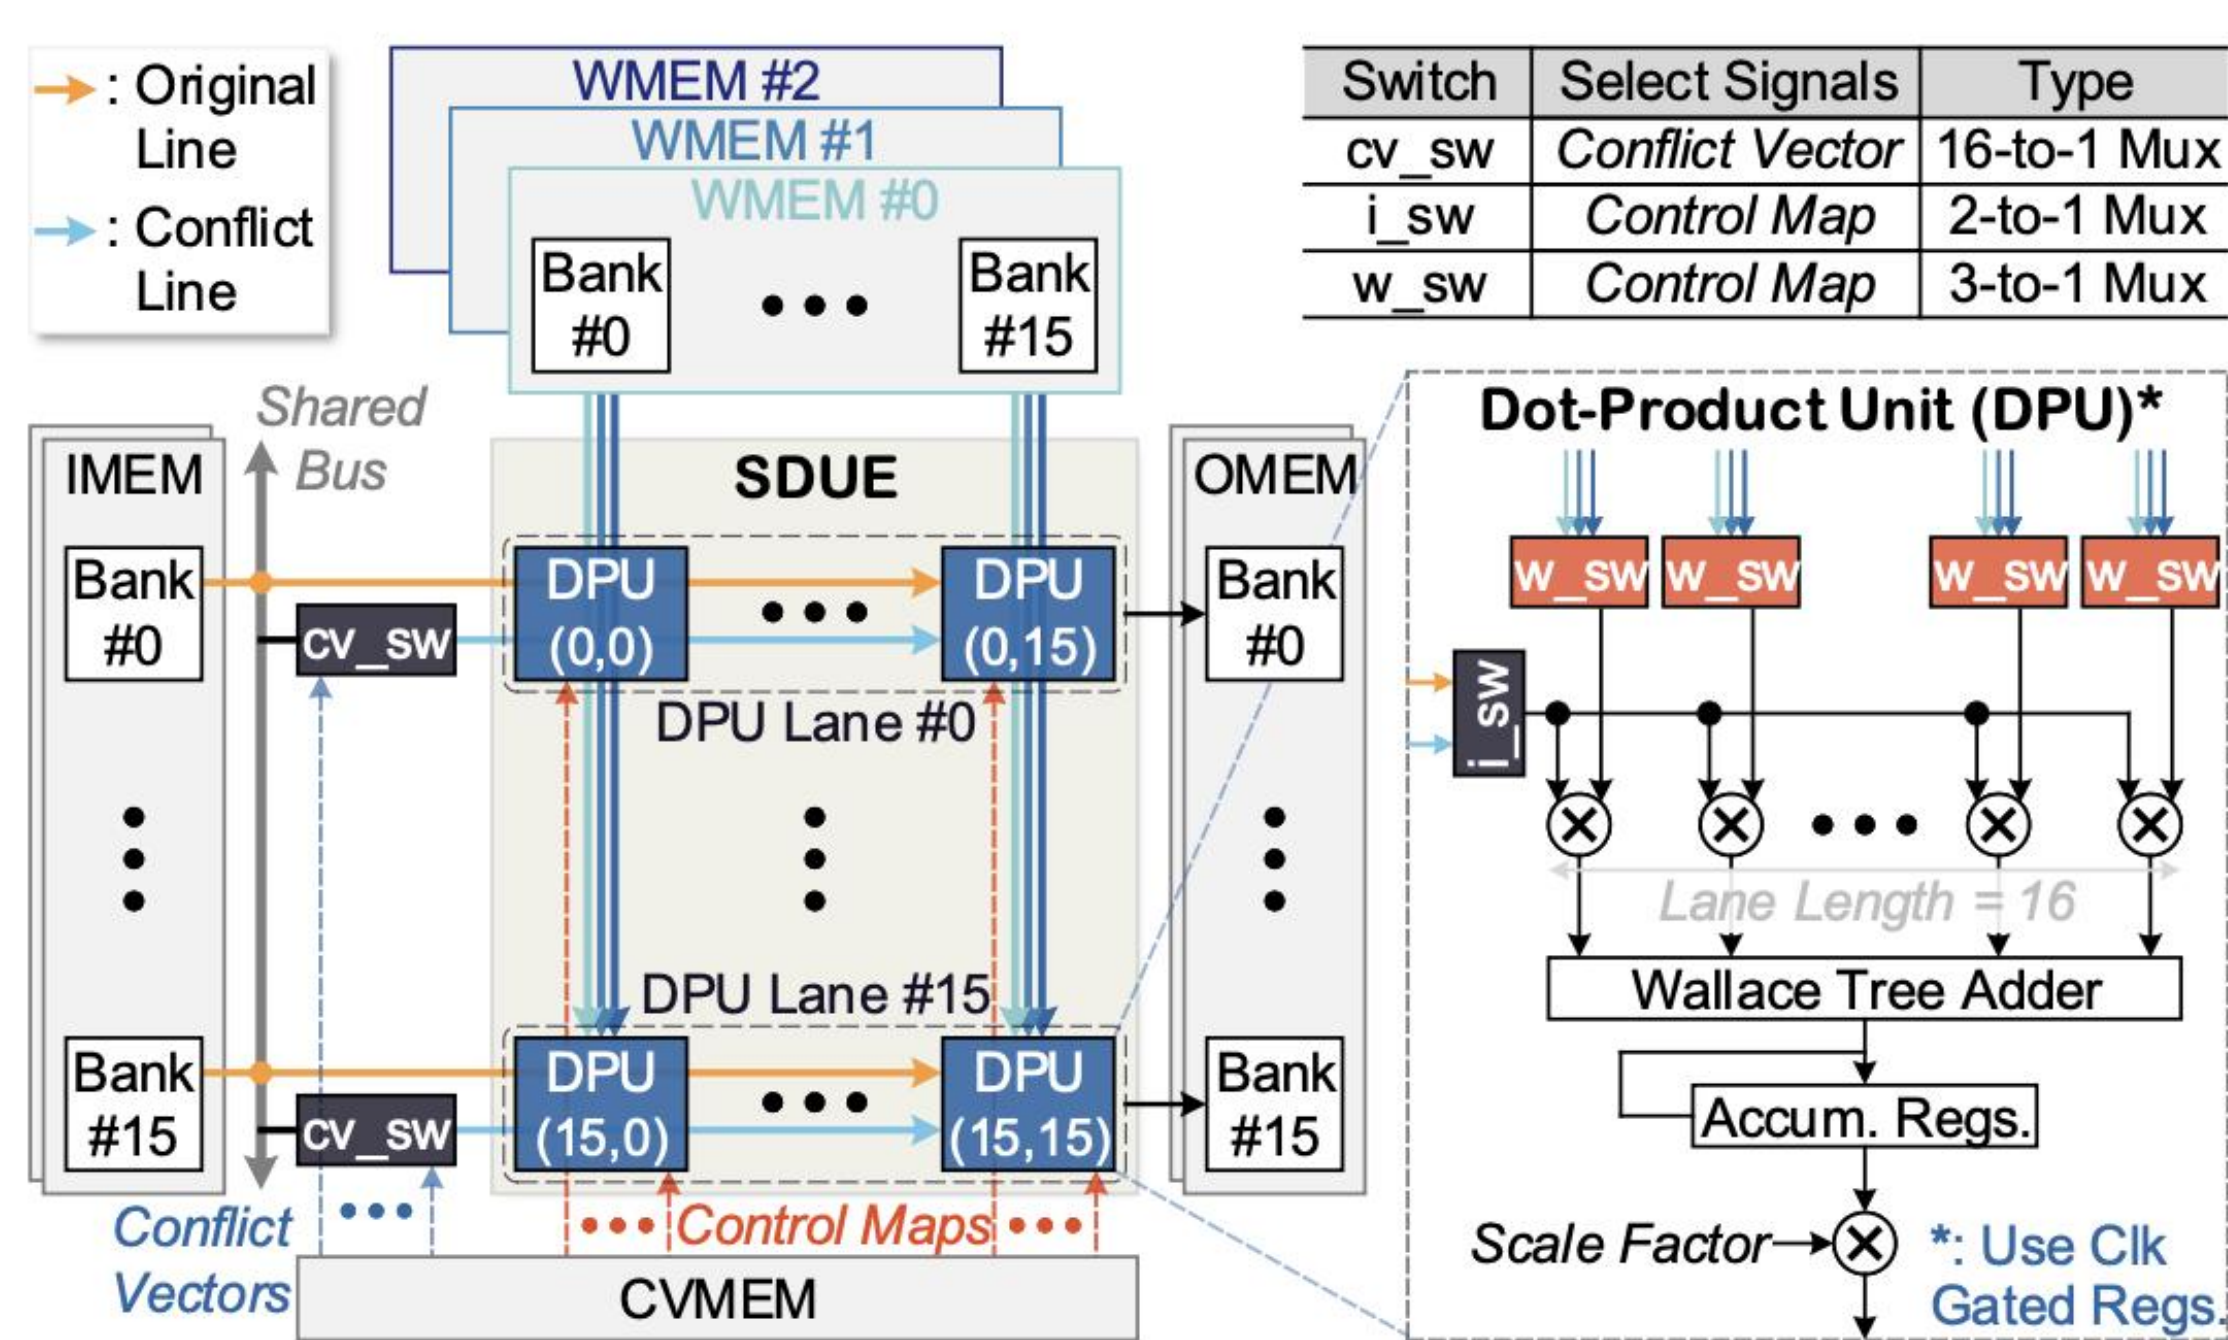 : Original
Line
: Conflict
Line
WMEM #2
WMEM #1
WMEM #0
Bank
#0
Bank
#15
Switch Select Signals Type
cv_sw Conflict Vector 16-to-1 Mux
i_sw Control Map 2-to-1 Mux
w_sw Control Map 3-to-1 Mux
Shared
Bus
IMEM
Bank
#0
Bank
#15
cv_sw
cv_sw
SDUE
DPU
(0,0)
DPU
(0,15)
DPU Lane #0
DPU Lane #15
DPU
(15,0)
DPU
(15,15)
OMEM
Bank
#0
Bank
#15
Conflict
Vectors
Control Maps
CVMEM
Dot-Product Unit (DPU)*
w_sw w_sw w_sw w_sw
i_sw
Lane Length = 16
Wallace Tree Adder
Accum. Regs.
Scale Factor
*: Use Clk
Gated Regs.